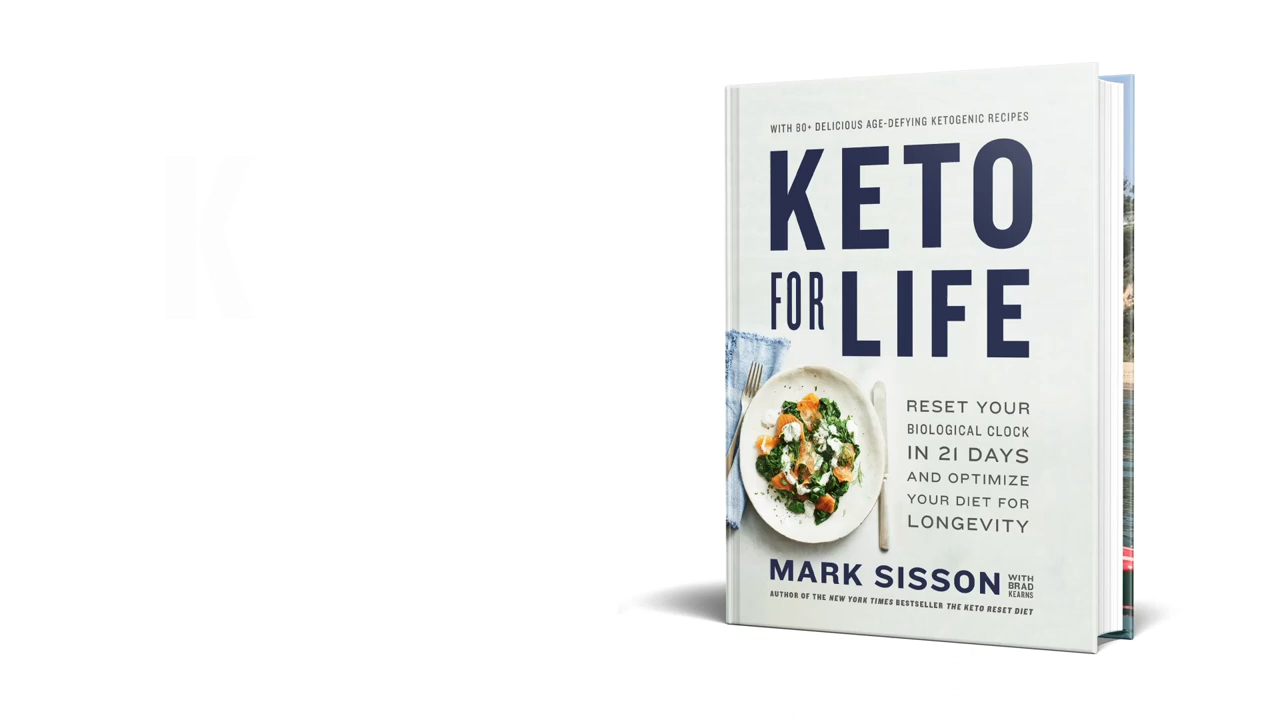 K
WITH 80+ DELICIOUS AGE-DEFYING KETOGENIC RECIPES
KETO
FOR LIFE
RESET YOUR
BIOLOGICAL CLOCK
IN 21 DAYS
AND OPTIMIZE
YOUR DIET FOR
LONGEVITY
MARK SISSON WITH
BRAD
KEARNS
AUTHOR OF THE NEW YORK TIMES BESTSELLER THE KETO RESET DIET